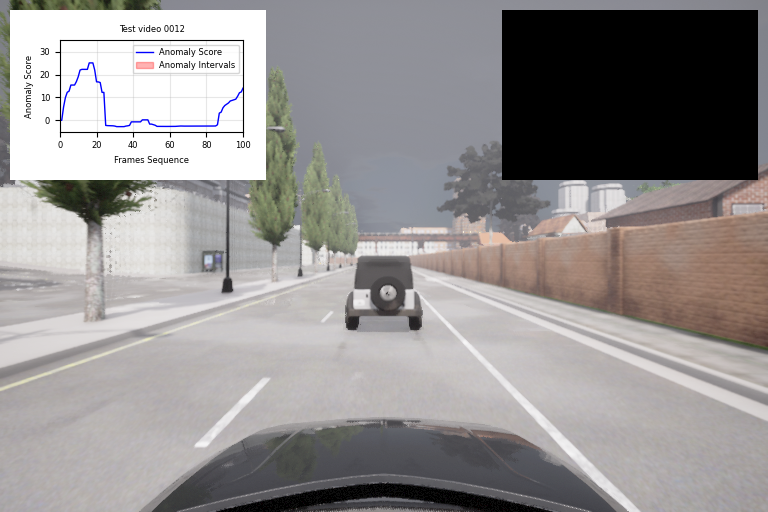 Test video 0012
Anomaly Score
Anomaly Intervals
Anomaly Score
30
20
10
0
0 20 40 60 80 100
Frames Sequence